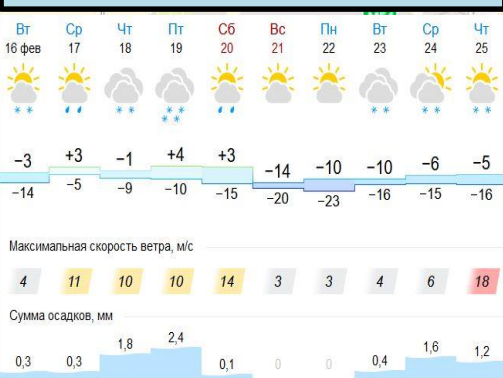 Вт Ср Чт Пт Сб Вс Пн Вт Ср Чт
16 фев 17 18 19 20 21 22 23 24 25
−3 +3 −1 +4 +3 −14 −10 −10 −6 −5
−14 −5 −9 −10 −15 −20 −23 −16 −15 −16
Максимальная скорость ветра, м/с
4 11 10 10 14 3 3 4 6 18
Сумма осадков, мм
0,3 0,3 1,8 2,4 0,1 0 0 0,4 1,6 1,2